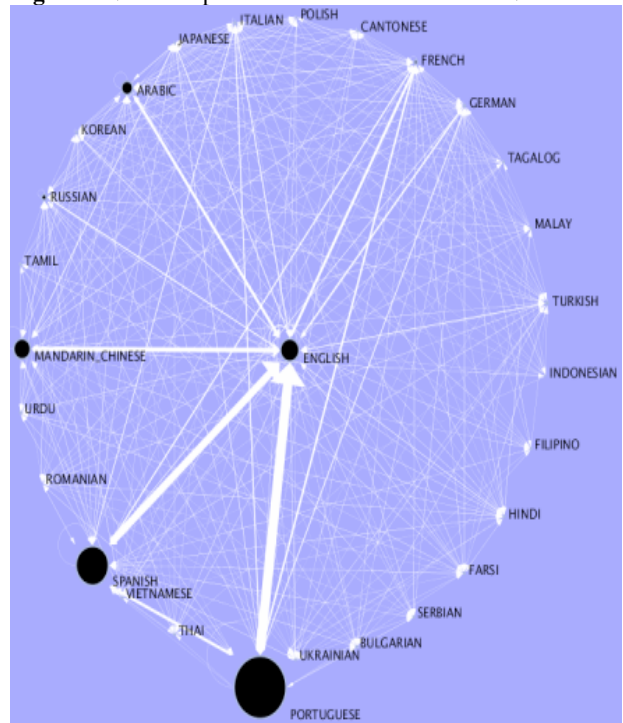 POLISH
ITALIAN
CANTONESE
JAPANESE
FRENCH
ARABIC
GERMAN
KOREAN
TAGALOG
RUSSIAN
MALAY
TAMIL
TURKISH
MANDARIN_CHINESE
ENGLISH
INDONESIAN
URDU
FILIPINO
ROMANIAN
HINDI
FARSI
SPANISH
VIETNAMESE
SERBIAN
THAI
BULGARIAN
UKRAINIAN
PORTUGUESE